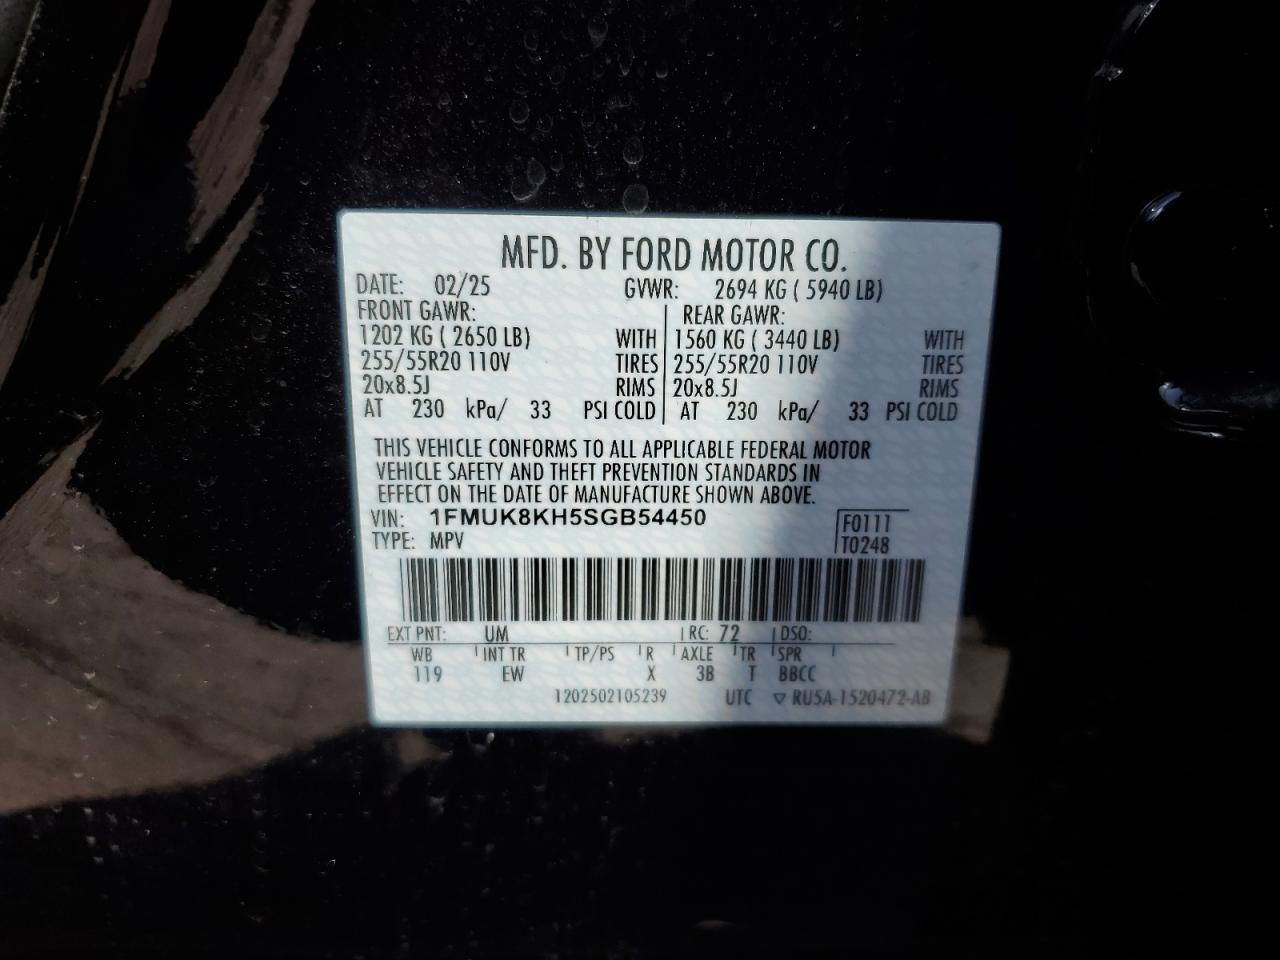 MFD. BY FORD MOTOR CO.
DATE: 02/25 GVWR: 2694 KG ( 5940 LB)
FRONT GAWR: REAR GAWR:
1202 KG ( 2650 LB) WITH 1560 KG ( 3440 LB) WITH
255/55R20 110V TIRES 255/55R20 110V TIRES
20x8.5J RIMS 20x8.5J RIMS
AT 230 kPa/ 33 PSI COLD AT 230 kPa/ 33 PSI COLD
THIS VEHICLE CONFORMS TO ALL APPLICABLE FEDERAL MOTOR
VEHICLE SAFETY AND THEFT PREVENTION STANDARDS IN
EFFECT ON THE DATE OF MANUFACTURE SHOWN ABOVE.
VIN: 1FMUK8KH5SGB54450 F0111
TYPE: MPV T0248
EXT PNT: UM RC: 72 DSO:
WB INT TR TP/PS R AXLE TR SPR
119 EW X 3B T BBCC
1202502105239 UTC ▽ RU5A-1520472-AB